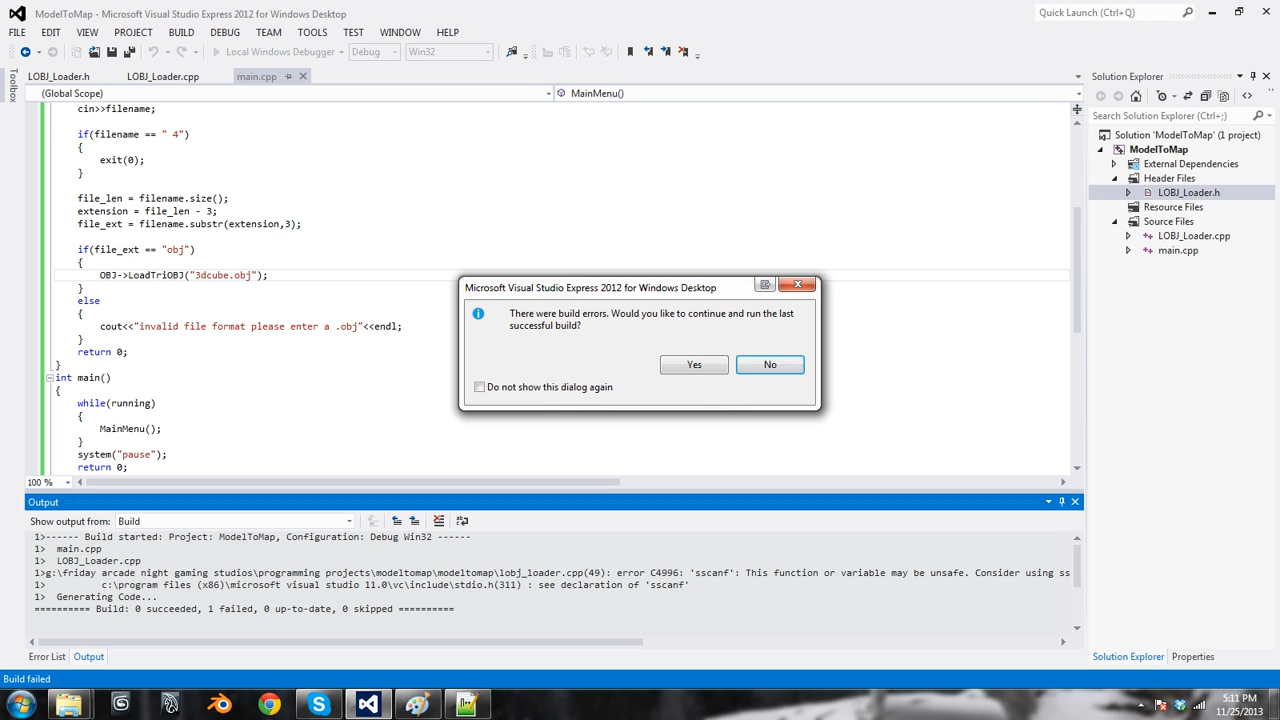 ModelToMap - Microsoft Visual Studio Express 2012 for Windows Desktop
Quick Launch (Ctrl+Q)
FILE EDIT VIEW PROJECT BUILD DEBUG TEAM TOOLS TEST WINDOW HELP
Local Windows Debugger Debug Win32
Toolbox
LOBJ_Loader.h LOBJ_Loader.cpp main.cpp
(Global Scope) MainMenu()
cin>>filename;
if(filename == " 4")
{
exit(0);
}
file_len = filename.size();
extension = file_len - 3;
file_ext = filename.substr(extension,3);
if(file_ext == "obj")
{
OBJ->LoadTriOBJ("3dcube.obj");
}
else
{
cout<<"invalid file format please enter a .obj"<<endl;
}
return 0;
}
int main()
{
while(running)
{
MainMenu();
}
system("pause");
return 0;
100 %
Microsoft Visual Studio Express 2012 for Windows Desktop
There were build errors. Would you like to continue and run the last
successful build?
Yes No
Do not show this dialog again
Solution Explorer
Search Solution Explorer (Ctrl+;)
Solution 'ModelToMap' (1 project)
ModelToMap
External Dependencies
Header Files
LOBJ_Loader.h
Resource Files
Source Files
LOBJ_Loader.cpp
main.cpp
Output
Show output from: Build
1>------ Build started: Project: ModelToMap, Configuration: Debug Win32 ------
1> main.cpp
1> LOBJ_Loader.cpp
1>g:\friday arcade night gaming studios\programming projects\modeltomap\modeltomap\lobj_loader.cpp(49): error C4996: 'sscanf': This function or variable may be unsafe. Consider using ss
1> c:\program files (x86)\microsoft visual studio 11.0\vc\include\stdio.h(311) : see declaration of 'sscanf'
1> Generating Code...
========== Build: 0 succeeded, 1 failed, 0 up-to-date, 0 skipped ==========
Error List Output
Solution Explorer Properties
Build failed
5:11 PM
11/25/2013